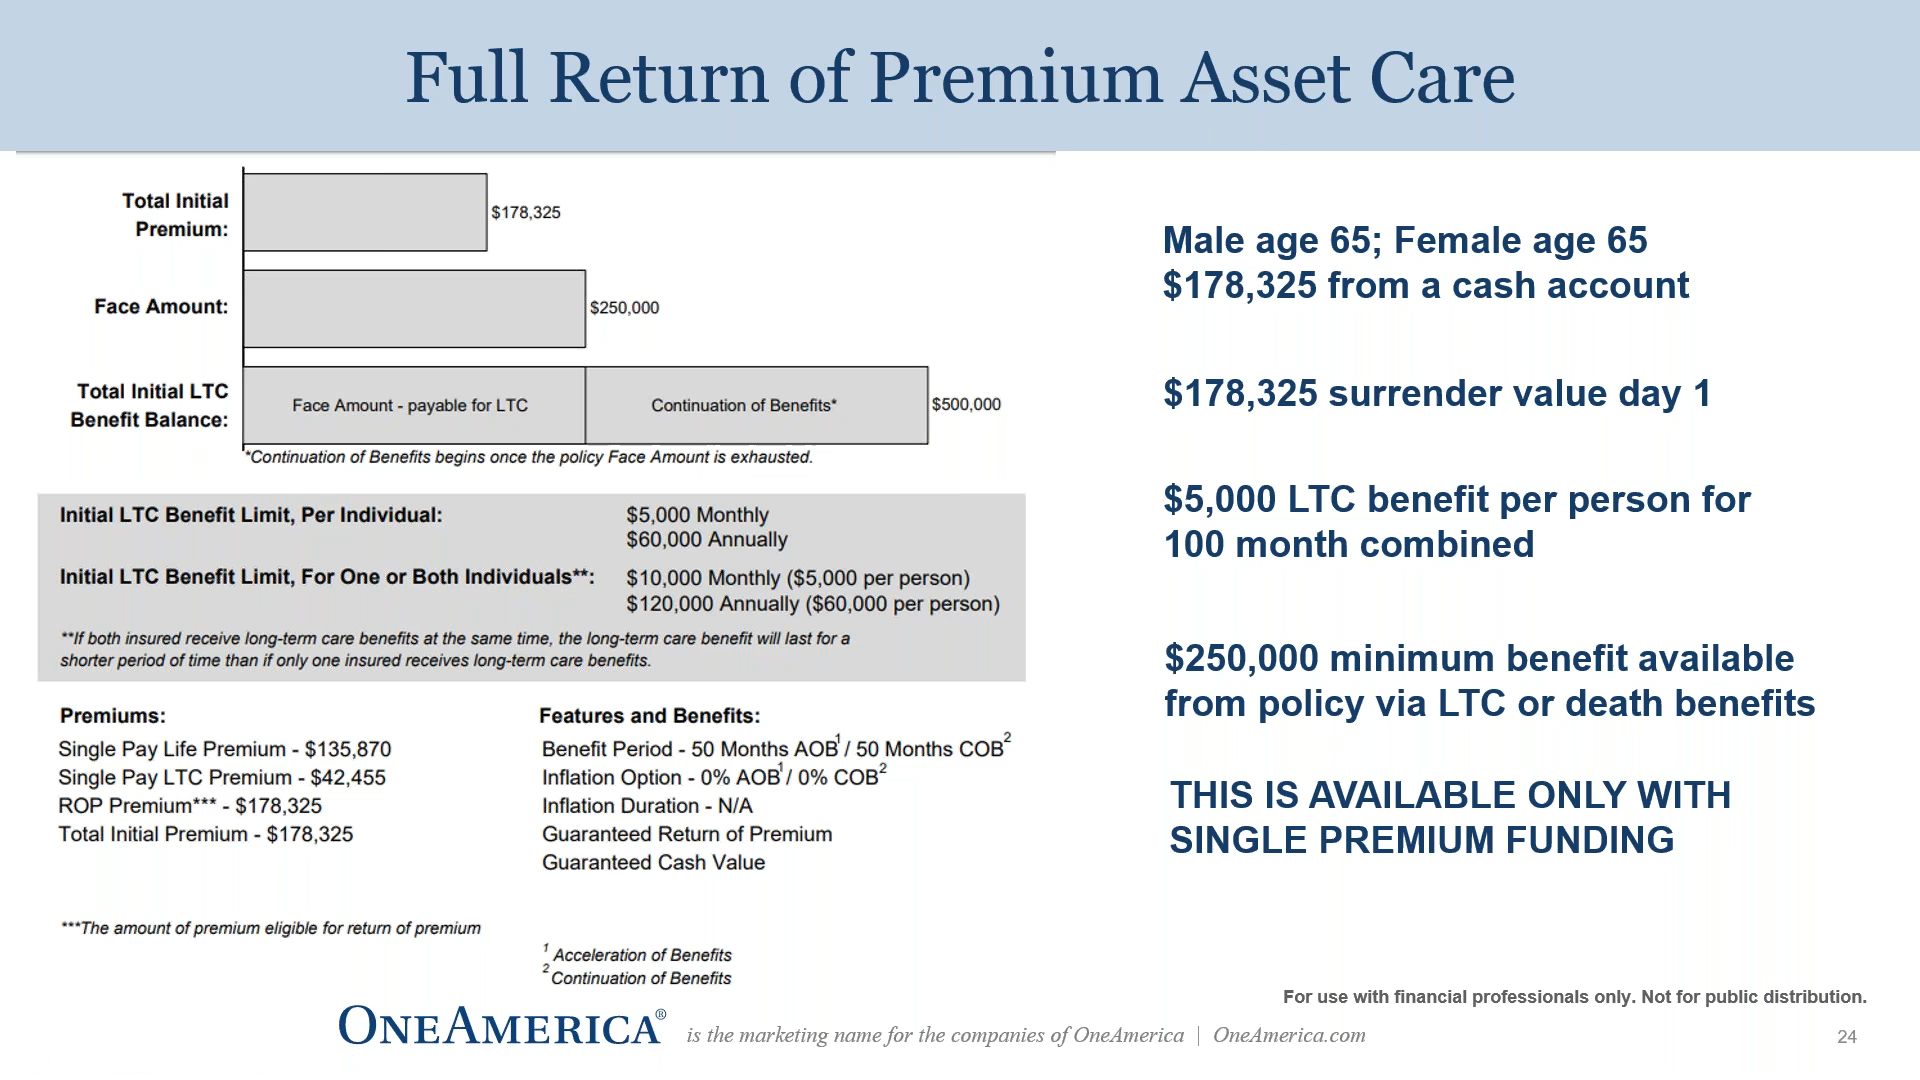 Full Return of Premium Asset Care
Total Initial
Premium:
$178,325
Face Amount:
$250,000
Total Initial LTC
Benefit Balance:
Face Amount - payable for LTC
Continuation of Benefits*
$500,000
*Continuation of Benefits begins once the policy Face Amount is exhausted.
Initial LTC Benefit Limit, Per Individual:
$5,000 Monthly
$60,000 Annually
Initial LTC Benefit Limit, For One or Both Individuals**:
$10,000 Monthly ($5,000 per person)
$120,000 Annually ($60,000 per person)
**If both insured receive long-term care benefits at the same time, the long-term care benefit will last for a
shorter period of time than if only one insured receives long-term care benefits.
Premiums:
Single Pay Life Premium - $135,870
Single Pay LTC Premium - $42,455
ROP Premium*** - $178,325
Total Initial Premium - $178,325
Features and Benefits:
Benefit Period - 50 Months AOB1 / 50 Months COB2
Inflation Option - 0% AOB1 / 0% COB2
Inflation Duration - N/A
Guaranteed Return of Premium
Guaranteed Cash Value
***The amount of premium eligible for return of premium
1 Acceleration of Benefits
2 Continuation of Benefits
Male age 65; Female age 65
$178,325 from a cash account
$178,325 surrender value day 1
$5,000 LTC benefit per person for
100 month combined
$250,000 minimum benefit available
from policy via LTC or death benefits
THIS IS AVAILABLE ONLY WITH
SINGLE PREMIUM FUNDING
For use with financial professionals only. Not for public distribution.
ONEAMERICA® is the marketing name for the companies of OneAmerica | OneAmerica.com
24